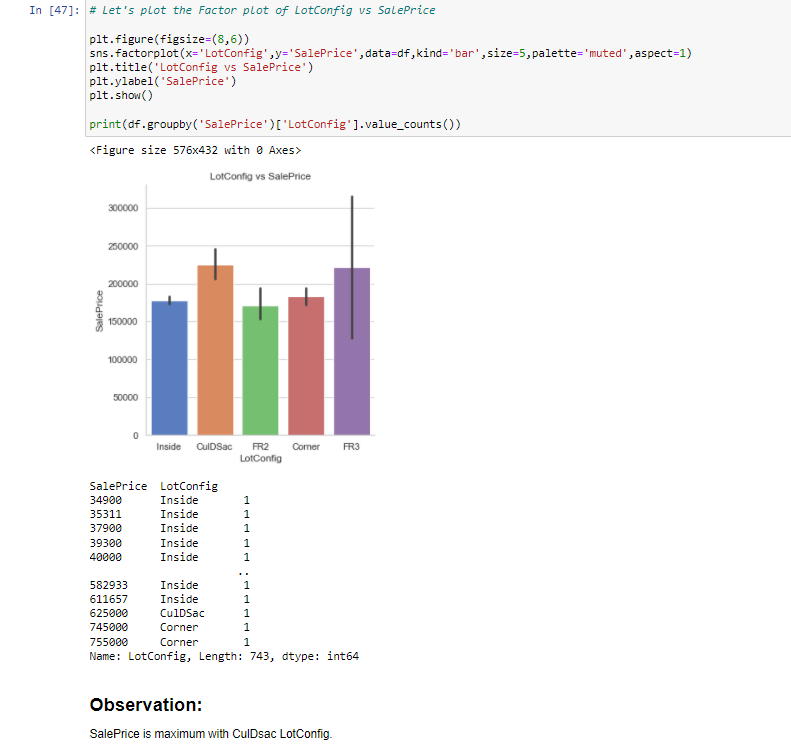 In [47]: # Let's plot the Factor plot of LotConfig vs SalePrice
plt.figure(figsize=(8,6))
sns.factorplot(x='LotConfig',y='SalePrice',data=df,kind='bar',size=5,palette='muted',aspect=1)
plt.title('LotConfig vs SalePrice')
plt.ylabel('SalePrice')
plt.show()
print(df.groupby('SalePrice')['LotConfig'].value_counts())
<Figure size 576x432 with 0 Axes>
LotConfig vs SalePrice
300000
250000
200000
150000
100000
50000
0
SalePrice
Inside CulDSac FR2 Corner FR3
LotConfig
SalePrice LotConfig
34900 Inside 1
35311 Inside 1
37900 Inside 1
39300 Inside 1
40000 Inside 1
..
582933 Inside 1
611657 Inside 1
625000 CulDSac 1
745000 Corner 1
755000 Corner 1
Name: LotConfig, Length: 743, dtype: int64
Observation:
SalePrice is maximum with CulDsac LotConfig.